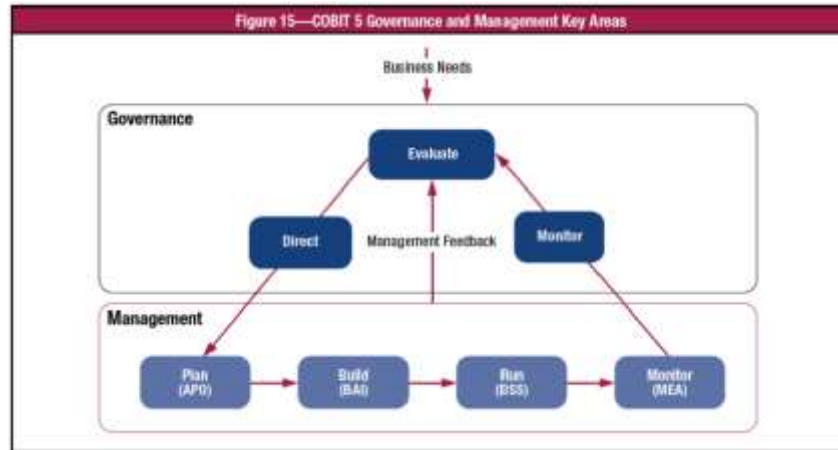 Figure 15—COBIT 5 Governance and Management Key Areas
Business Needs
Governance
Evaluate
Direct
Management Feedback
Monitor
Management
Plan
(APO)
Build
(BAI)
Run
(DSS)
Monitor
(MEA)